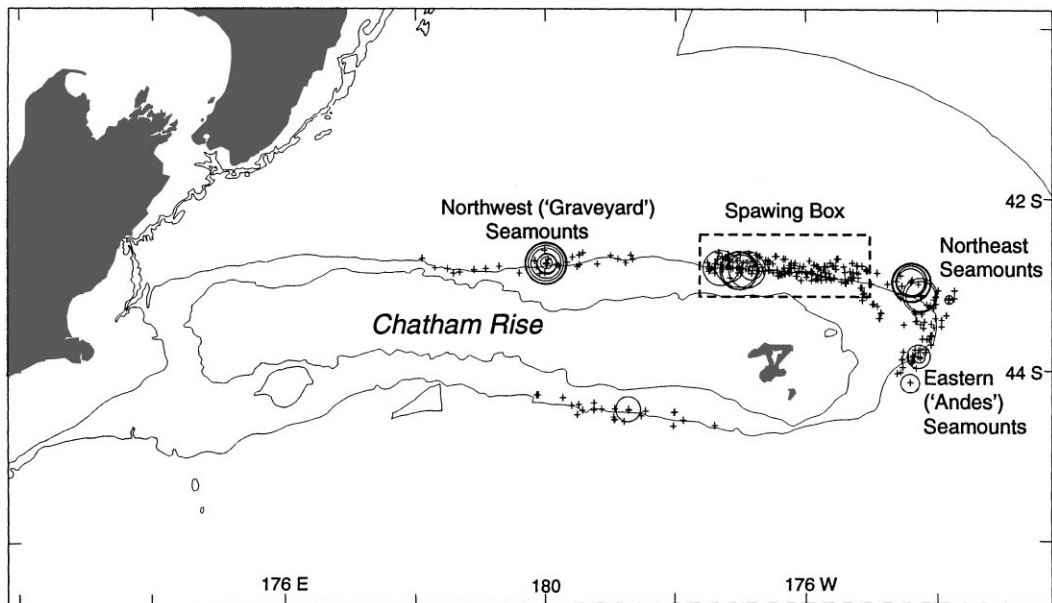 42 S
Northwest (‘Graveyard’)
Seamounts
Spawing Box
Northeast
Seamounts
Chatham Rise
44 S
Eastern
(‘Andes’)
Seamounts
176 E
180
176 W